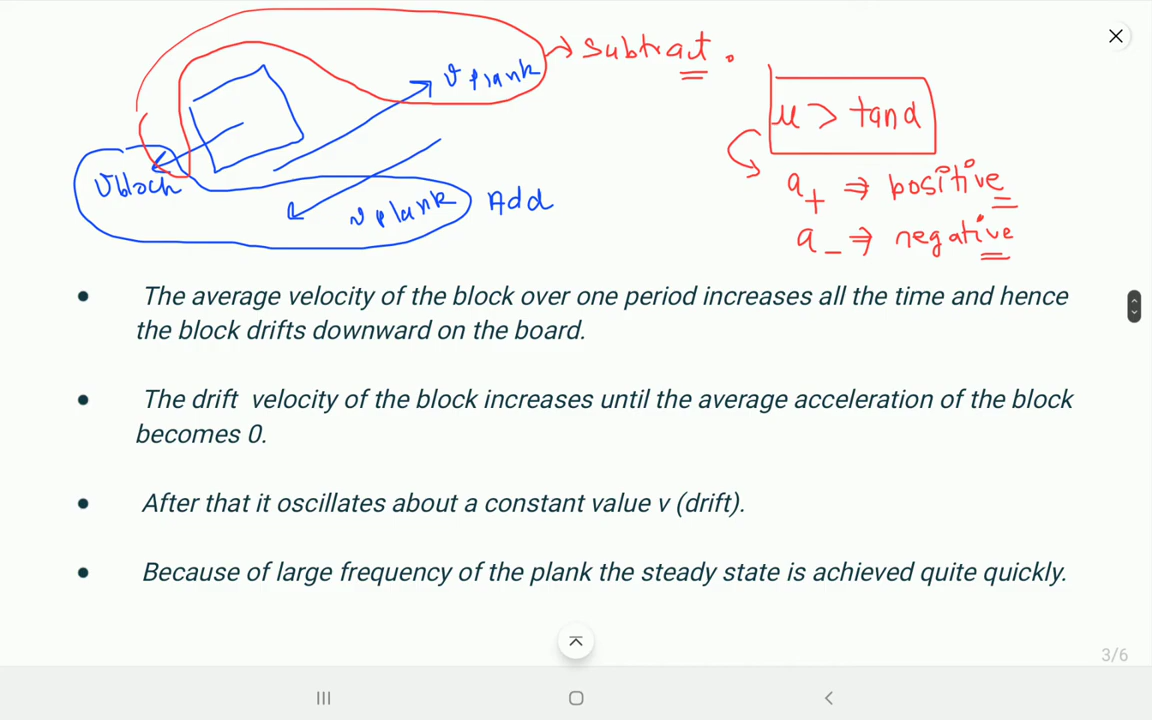 v plank → Subtract.
μ > tan α
v block
v plank Add
a+ ⇒ positive
a− ⇒ negative
• The average velocity of the block over one period increases all the time and hence
the block drifts downward on the board.
• The drift velocity of the block increases until the average acceleration of the block
becomes 0.
• After that it oscillates about a constant value v (drift).
• Because of large frequency of the plank the steady state is achieved quite quickly.
3/6